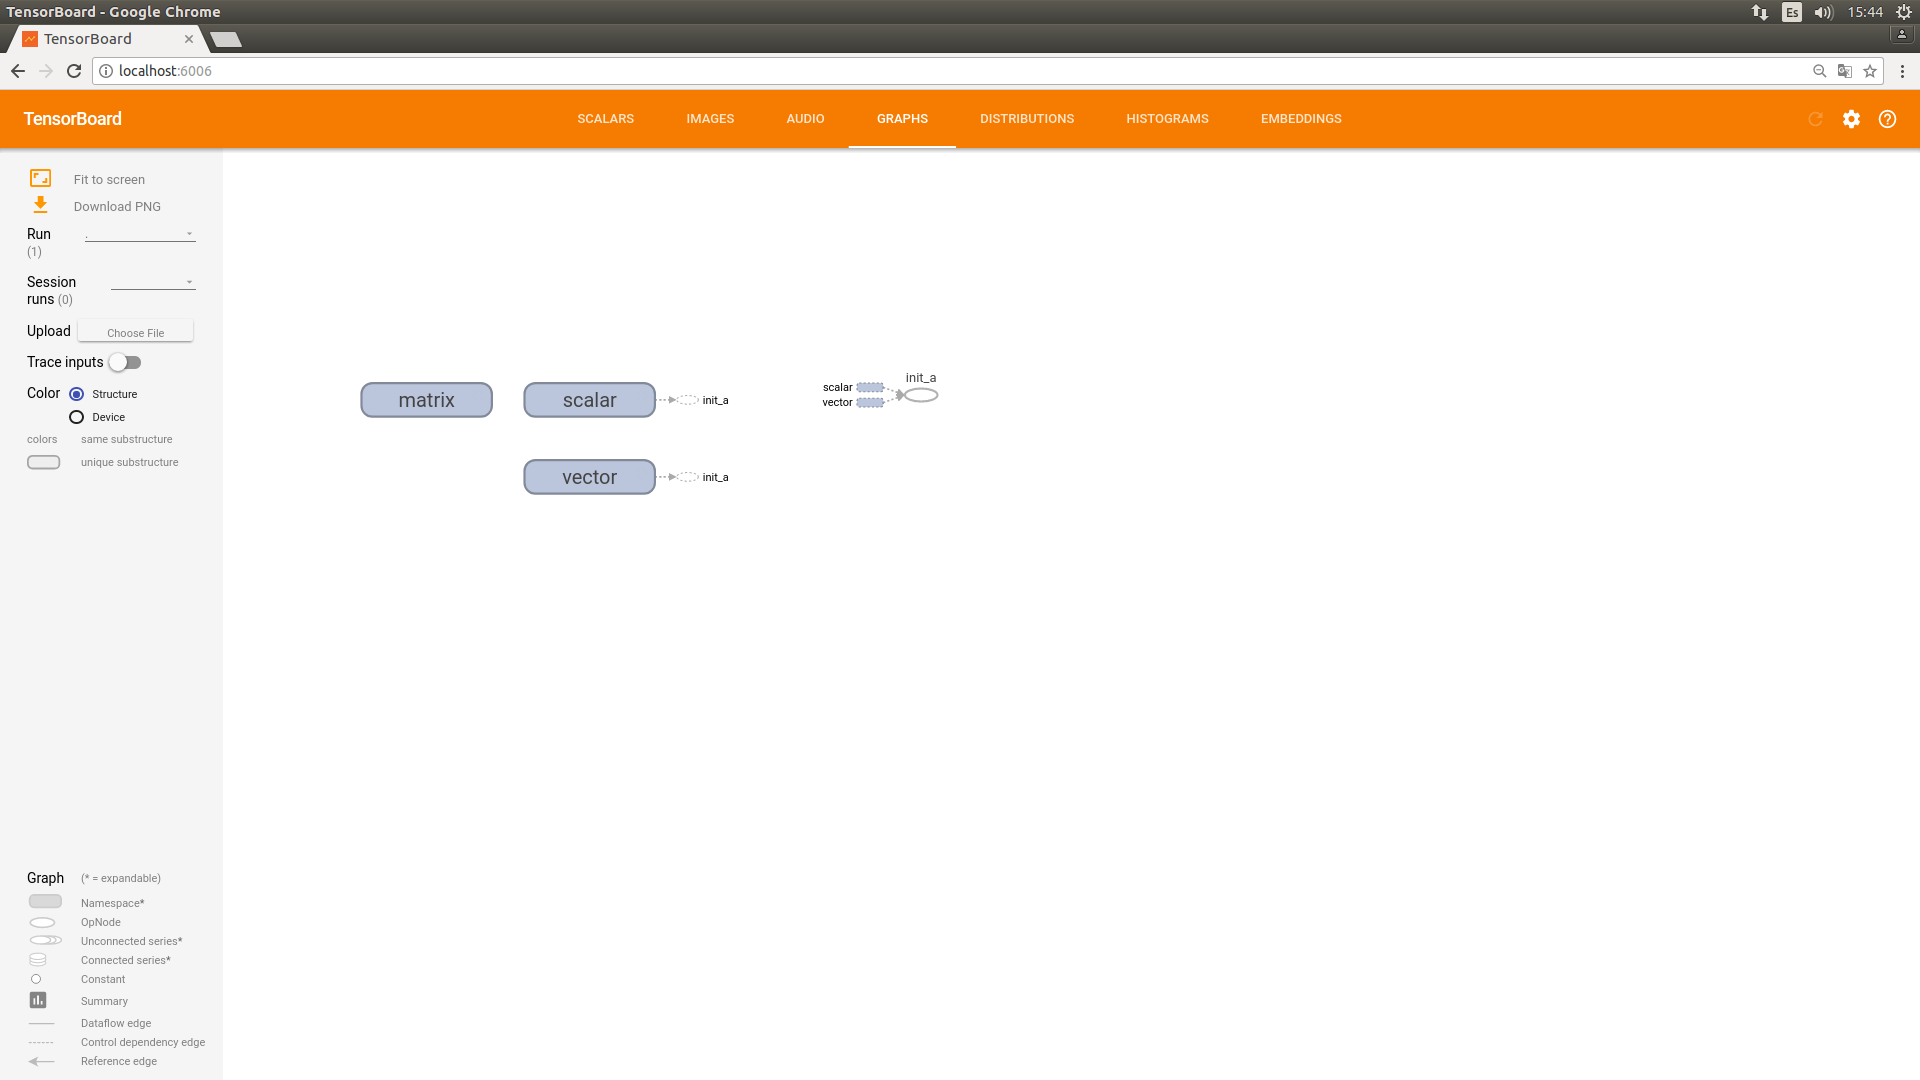 TensorBoard - Google Chrome
Es
15:44
TensorBoard
localhost:6006
TensorBoard
SCALARS
IMAGES
AUDIO
GRAPHS
DISTRIBUTIONS
HISTOGRAMS
EMBEDDINGS
Fit to screen
Download PNG
Run
(1)
.
Session
runs (0)
Upload
Choose File
Trace inputs
Color
Structure
Device
colors
same substructure
unique substructure
matrix
scalar
init_a
vector
init_a
init_a
scalar
vector
Graph
(* = expandable)
Namespace*
OpNode
Unconnected series*
Connected series*
Constant
Summary
Dataflow edge
Control dependency edge
Reference edge